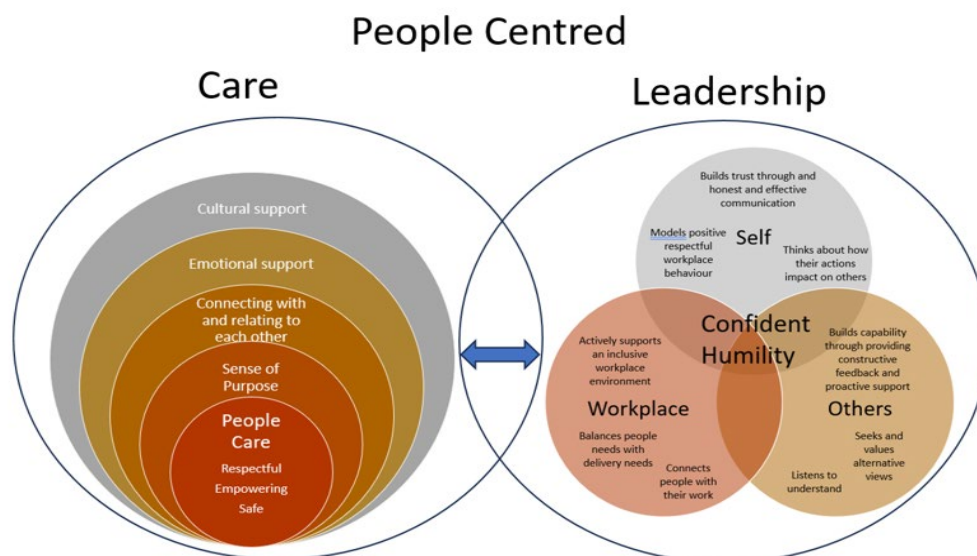 People Centred
Care
Leadership
Cultural support
Emotional support
Connecting with
and relating to
each other
Sense of
Purpose
People
Care
Respectful
Empowering
Safe
Builds trust through and
honest and effective
communication
Self
Models positive
respectful
workplace
behaviour
Thinks about how
their actions
impact on others
Confident
Humility
Actively supports
an inclusive
workplace
environment
Workplace
Balances people
needs with
delivery needs
Connects
people with
their work
Builds capability
through providing
constructive
feedback and
proactive support
Others
Seeks and
values
alternative
views
Listens to
understand